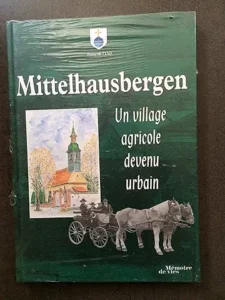 Mittelhausbergen
Un village
agricole
devenu
urbain
Mémoire
de vies